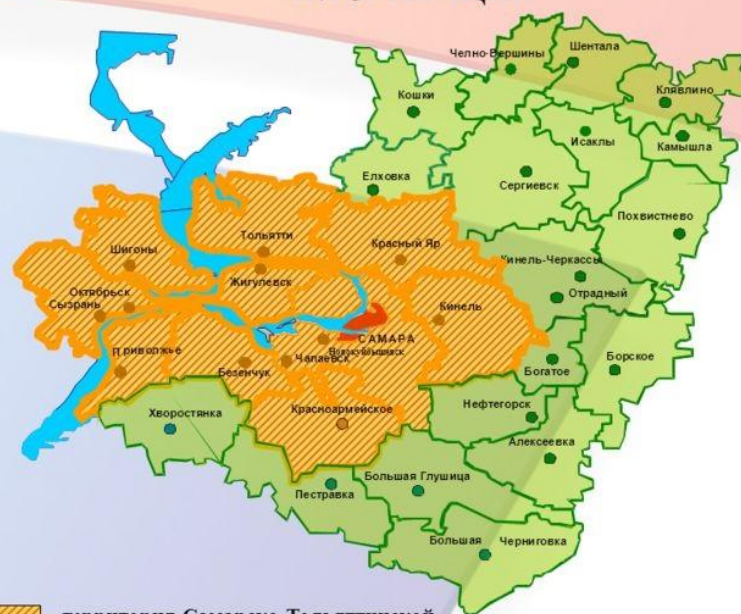 Челно-Вершины
Шентала
Клявлино
Кошки
Исаклы
Камышла
Елховка
Сергиевск
Похвистнево
Тольятти
Красный Яр
Шигоны
Кинель-Черкассы
Жигулевск
Октябрьск
Отрадный
Сызрань
Кинель
САМАРА
Новокуйбышевск
Приволжье
Чапаевск
Борское
Безенчук
Богатое
Хворостянка
Красноармейское
Нефтегорск
Алексеевка
Большая Глушица
Пестравка
Большая Черниговка